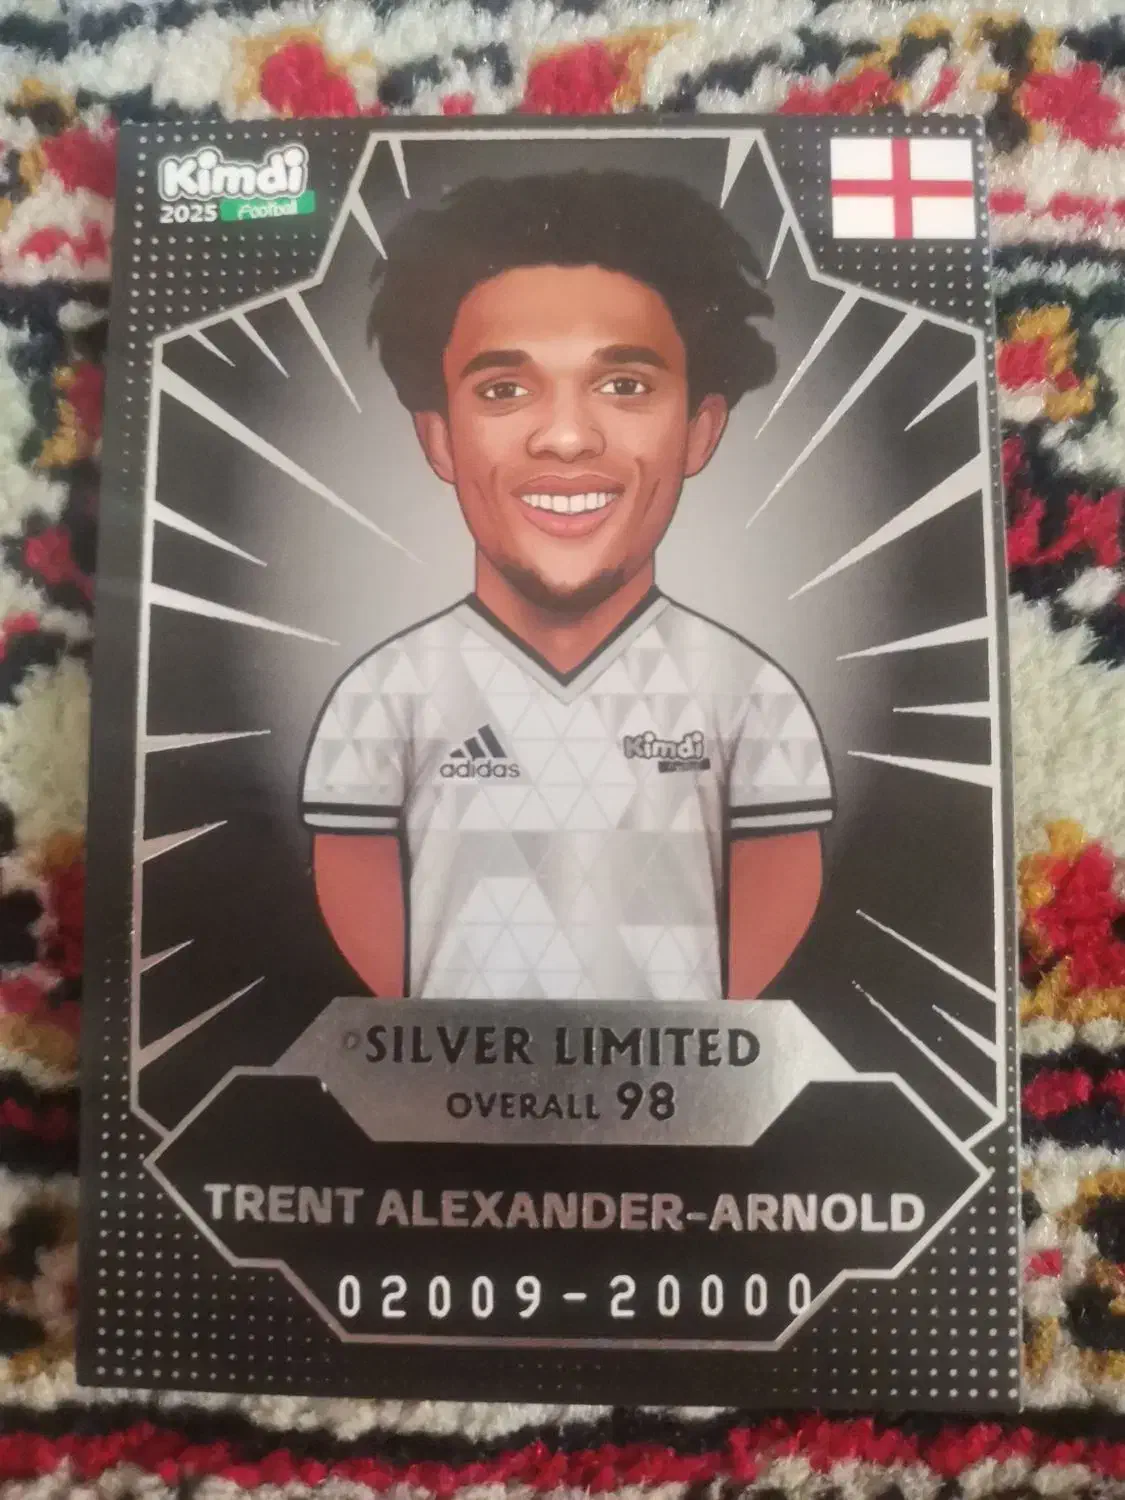 Kimdi
2025 Football
adidas
Kimdi
SILVER LIMITED
OVERALL 98
TRENT ALEXANDER-ARNOLD
02009-20000